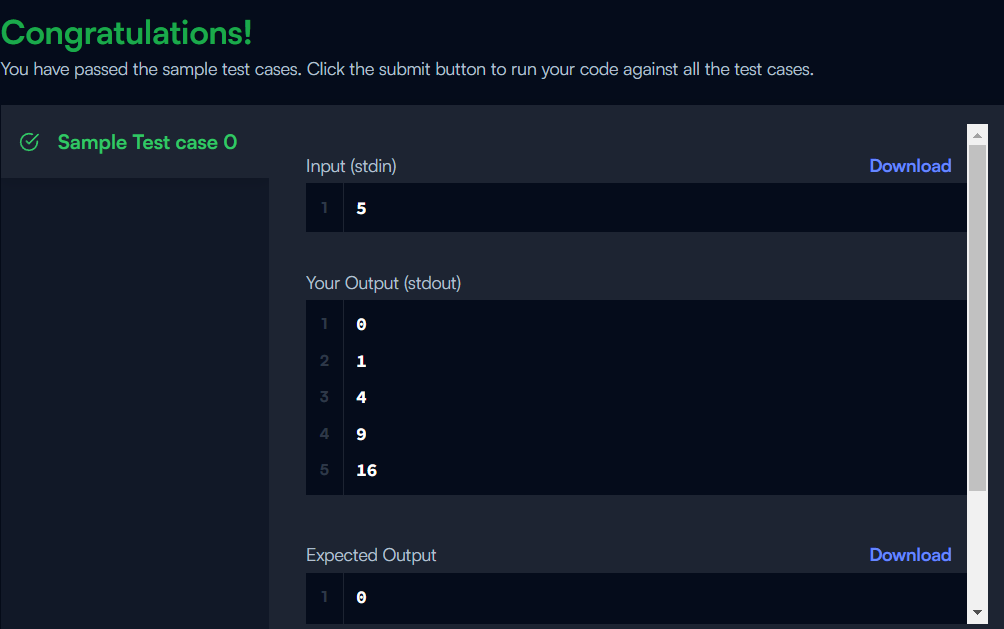 Congratulations!
You have passed the sample test cases. Click the submit button to run your code against all the test cases.
Sample Test case 0
Input (stdin)
Download
1 5
Your Output (stdout)
1 0
2 1
3 4
4 9
5 16
Expected Output
Download
1 0